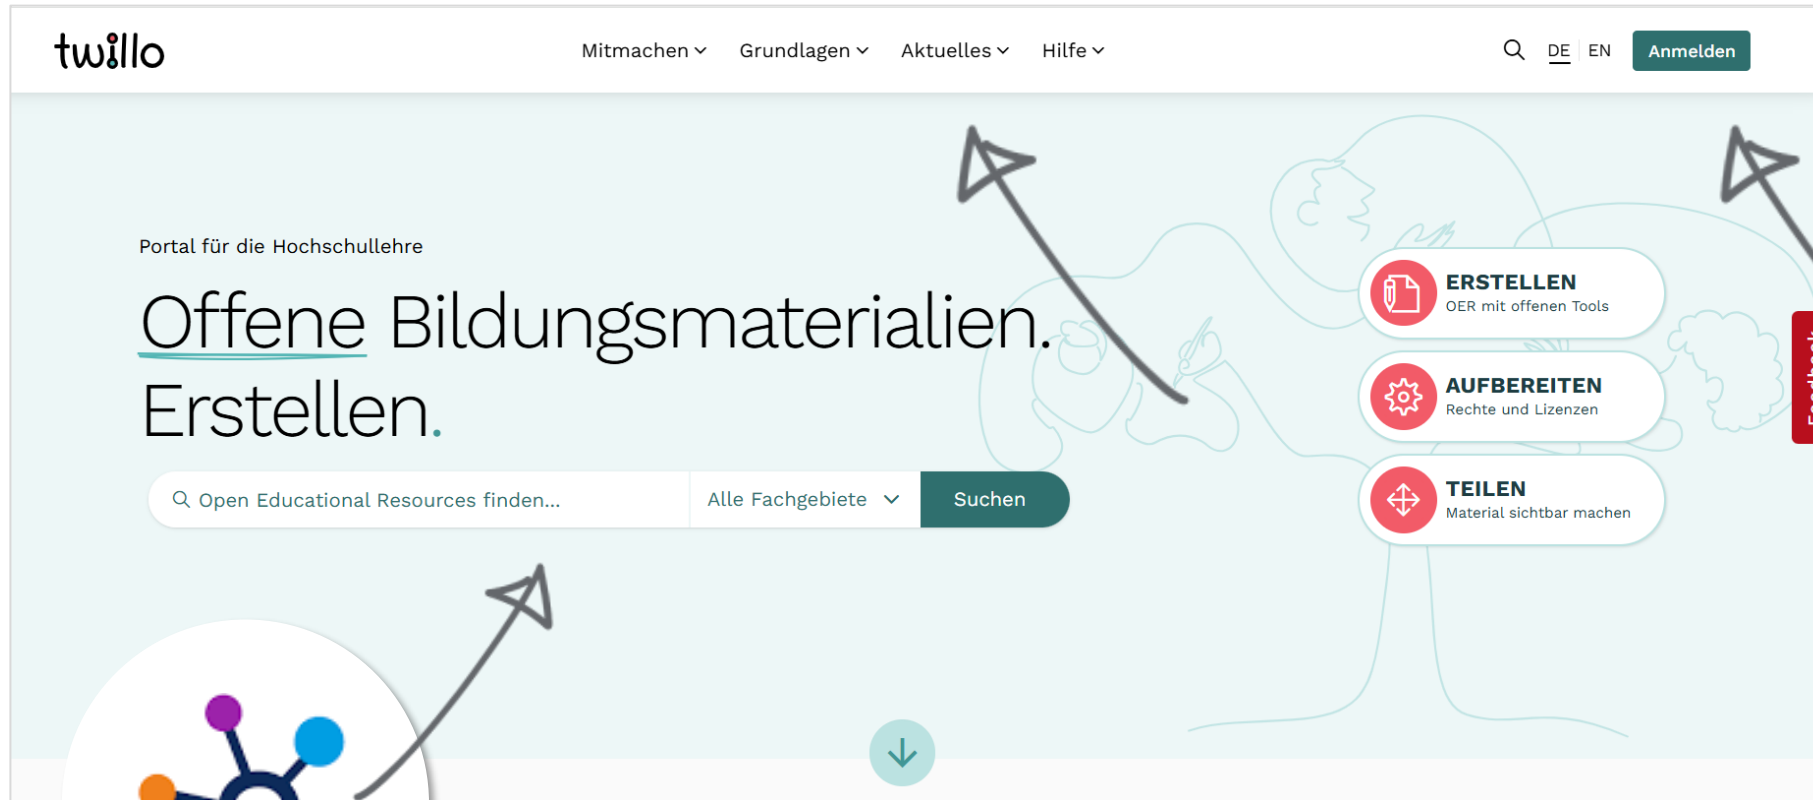 twillo
Mitmachen Grundlagen Aktuelles Hilfe
DE EN Anmelden
Portal für die Hochschullehre
Offene Bildungsmaterialien.
Erstellen.
Open Educational Resources finden... Alle Fachgebiete Suchen
ERSTELLEN
OER mit offenen Tools
AUFBEREITEN
Rechte und Lizenzen
TEILEN
Material sichtbar machen